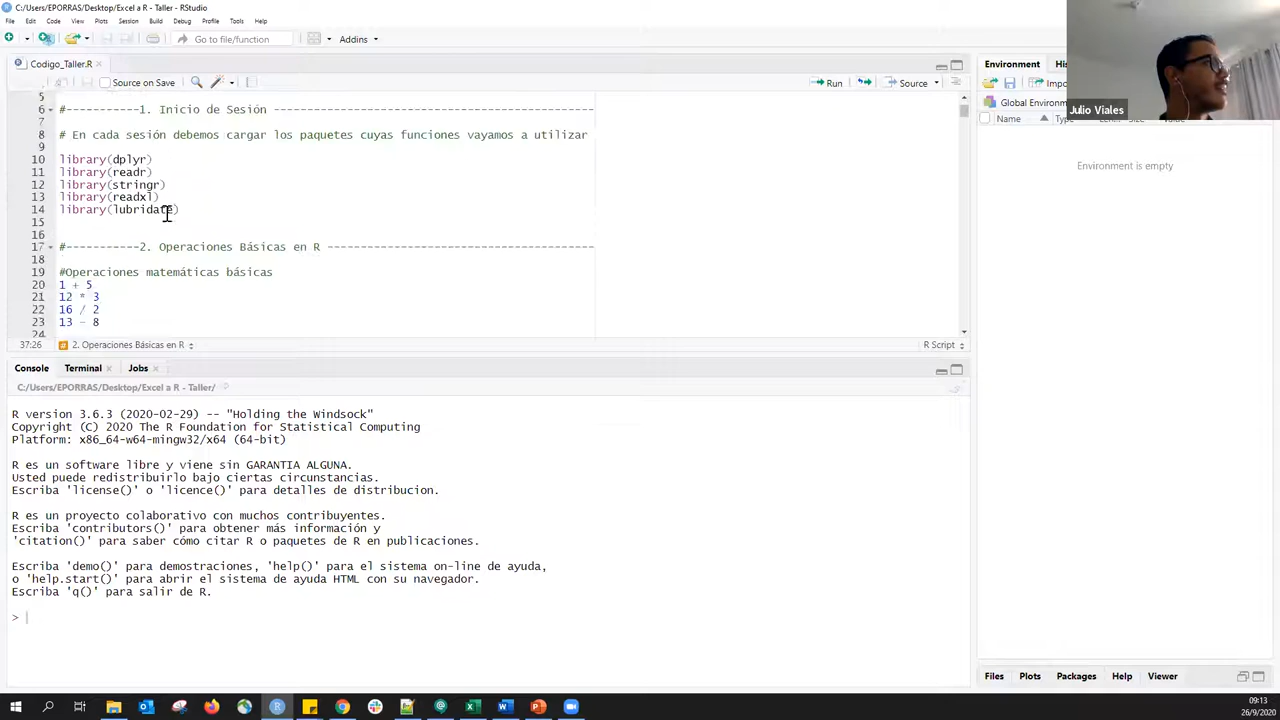 C:/Users/EPORRAS/Desktop/Excel a R - Taller - RStudio
File Edit Code View Plots Session Build Debug Profile Tools Help
Go to file/function
Addins
Codigo_Taller.R
Source on Save
Run
Source
5
6 #-----------1. Inicio de Sesión
7
8 # En cada sesión debemos cargar los paquetes cuyas funciones vayamos a utilizar
9
10 library(dplyr)
11 library(readr)
12 library(stringr)
13 library(readxl)
14 library(lubridate)
15
16
17 #-----------2. Operaciones Básicas en R
18
19 #Operaciones matemáticas básicas
20 1 + 5
21 12 * 3
22 16 / 2
23 13 - 8
24
37:26
2. Operaciones Básicas en R
R Script
Console Terminal Jobs
C:/Users/EPORRAS/Desktop/Excel a R - Taller/
R version 3.6.3 (2020-02-29) -- "Holding the Windsock"
Copyright (C) 2020 The R Foundation for Statistical Computing
Platform: x86_64-w64-mingw32/x64 (64-bit)
R es un software libre y viene sin GARANTIA ALGUNA.
Usted puede redistribuirlo bajo ciertas circunstancias.
Escriba 'license()' o 'licence()' para detalles de distribucion.
R es un proyecto colaborativo con muchos contribuyentes.
Escriba 'contributors()' para obtener más información y
'citation()' para saber cómo citar R o paquetes de R en publicaciones.
Escriba 'demo()' para demostraciones, 'help()' para el sistema on-line de ayuda,
o 'help.start()' para abrir el sistema de ayuda HTML con su navegador.
Escriba 'q()' para salir de R.
>
Environment
Global Environ
Name Type
Environment is empty
Julio Viales
Files Plots Packages Help Viewer
09:13
26/9/2020